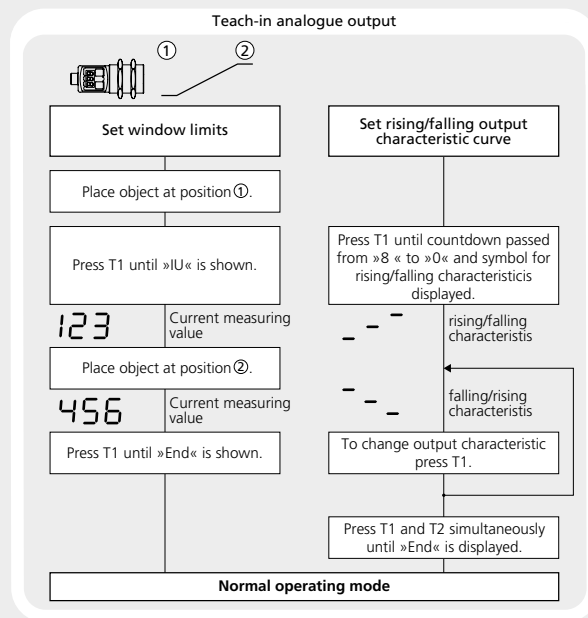 Teach-in analogue output
① ②
Set window limits
Place object at position①.
Press T1 until »IU« is shown.
123
Current measuring
value
Place object at position②.
456
Current measuring
value
Press T1 until »End« is shown.
Set rising/falling output
characteristic curve
Press T1 until countdown passed
from »8 « to »0« and symbol for
rising/falling characteristicis
displayed.
rising/falling
characteristis
falling/rising
characteristis
To change output characteristic
press T1.
Press T1 and T2 simultaneously
until »End« is displayed.
Normal operating mode